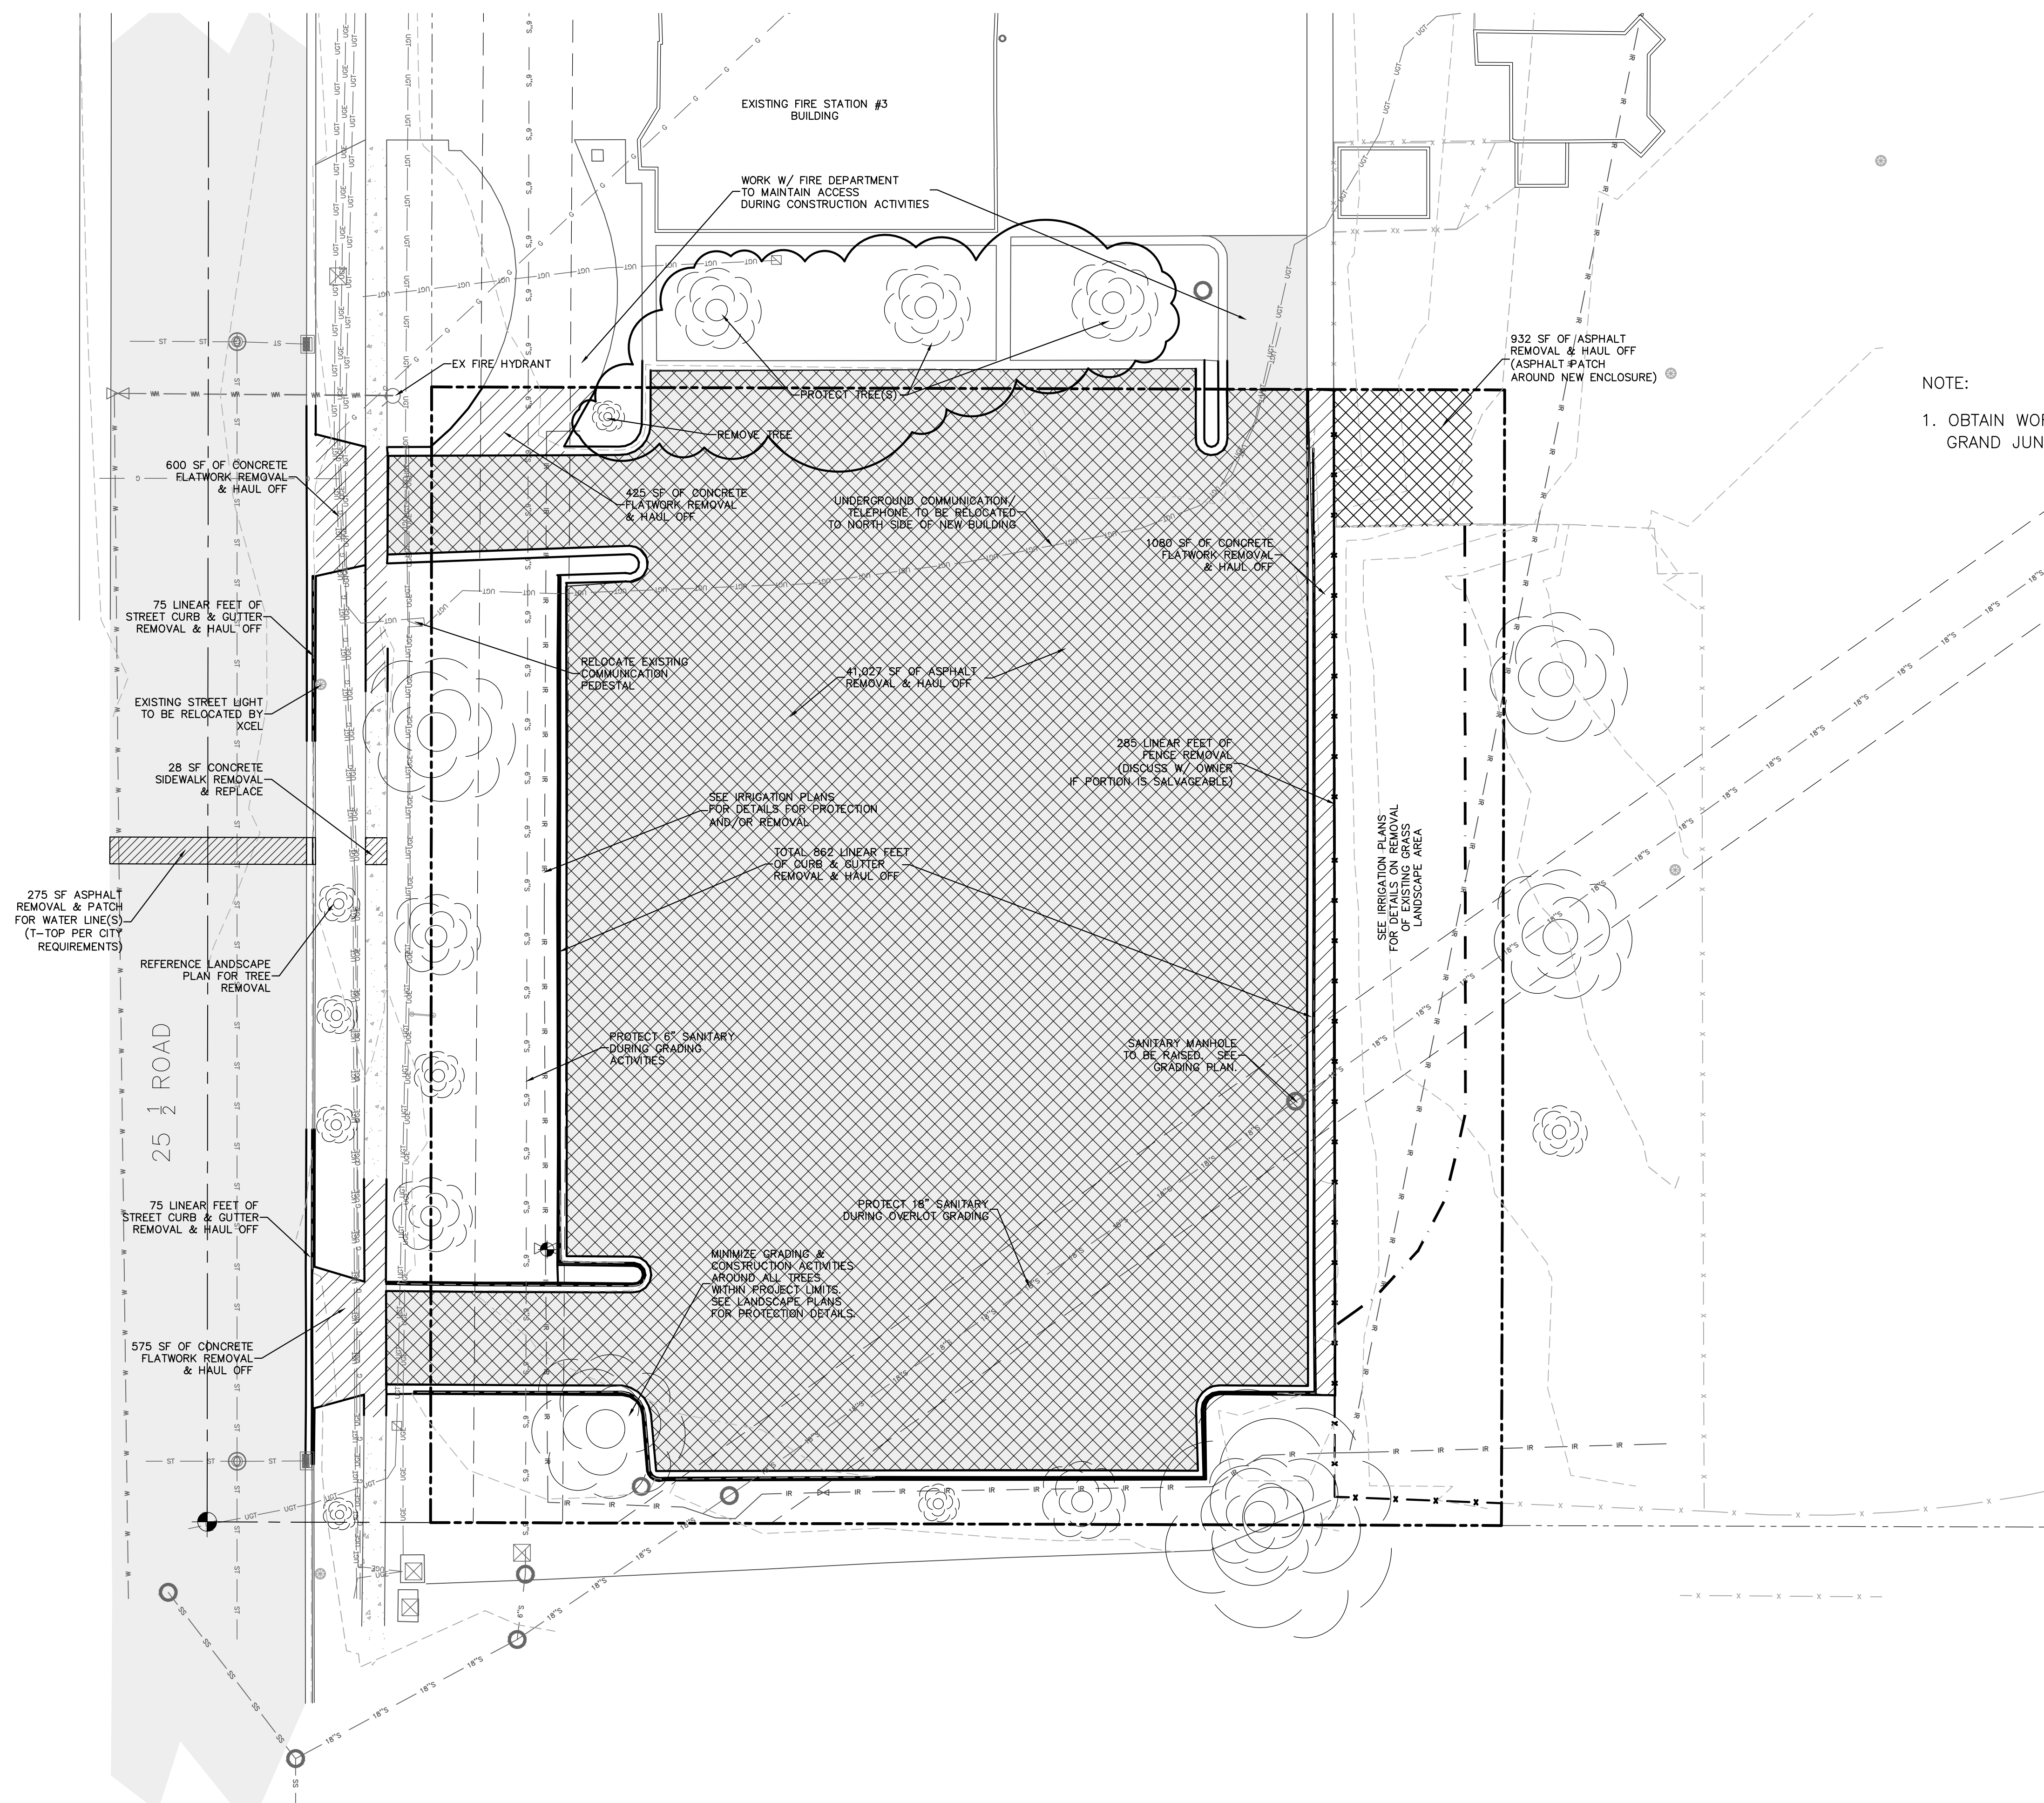 EXISTING FIRE STATION #3
BUILDING
WORK W/ FIRE DEPARTMENT
TO MAINTAIN ACCESS
DURING CONSTRUCTION ACTIVITIES
EX FIRE HYDRANT
932 SF OF ASPHALT
REMOVAL & HAUL OFF
(ASPHALT PATCH
AROUND NEW ENCLOSURE)
NOTE:
1. OBTAIN WOR
GRAND JUN
PROTECT TREE(S)
REMOVE TREE
600 SF OF CONCRETE
FLATWORK REMOVAL
& HAUL OFF
425 SF OF CONCRETE
FLATWORK REMOVAL
& HAUL OFF
UNDERGROUND COMMUNICATION/
TELEPHONE TO BE RELOCATED
TO NORTH SIDE OF NEW BUILDING
1080 SF OF CONCRETE
FLATWORK REMOVAL
& HAUL OFF
75 LINEAR FEET OF
STREET CURB & GUTTER
REMOVAL & HAUL OFF
RELOCATE EXISTING
COMMUNICATION
PEDESTAL
41,027 SF OF ASPHALT
REMOVAL & HAUL OFF
EXISTING STREET LIGHT
TO BE RELOCATED BY
XCEL
285 LINEAR FEET OF
FENCE REMOVAL
(DISCUSS W/ OWNER
IF PORTION IS SALVAGEABLE)
28 SF CONCRETE
SIDEWALK REMOVAL
& REPLACE
SEE IRRIGATION PLANS
FOR DETAILS FOR PROTECTION
AND/OR REMOVAL
SEE IRRIGATION PLANS
FOR DETAILS ON REMOVAL
OF EXISTING GRASS
LANDSCAPE AREA
TOTAL 862 LINEAR FEET
OF CURB & GUTTER
REMOVAL & HAUL OFF
275 SF ASPHALT
REMOVAL & PATCH
FOR WATER LINE(S)
(T-TOP PER CITY
REQUIREMENTS)
REFERENCE LANDSCAPE
PLAN FOR TREE
REMOVAL
25 1/2 ROAD
PROTECT 6" SANITARY
DURING GRADING
ACTIVITIES
SANITARY MANHOLE
TO BE RAISED. SEE
GRADING PLAN.
75 LINEAR FEET OF
STREET CURB & GUTTER
REMOVAL & HAUL OFF
PROTECT 18" SANITARY
DURING OVERLOT GRADING
MINIMIZE GRADING &
CONSTRUCTION ACTIVITIES
AROUND ALL TREES
WITHIN PROJECT LIMITS.
SEE LANDSCAPE PLANS
FOR PROTECTION DETAILS.
575 SF OF CONCRETE
FLATWORK REMOVAL
& HAUL OFF